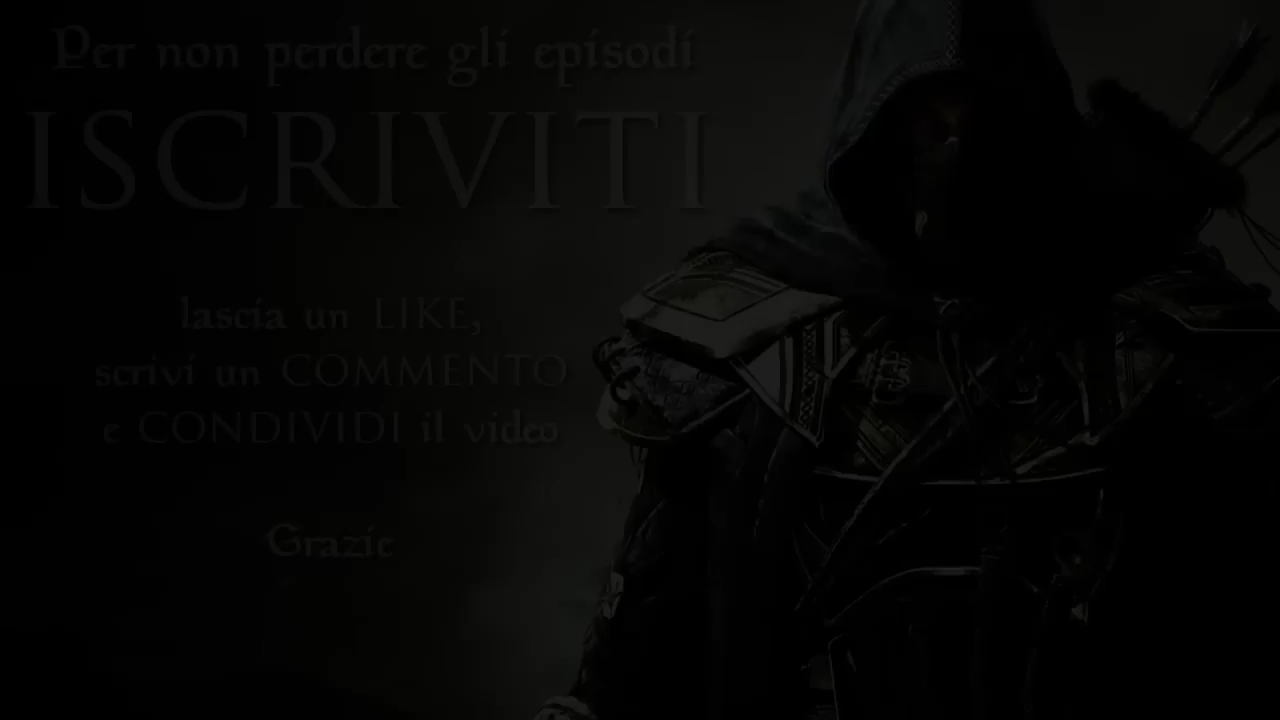 Per non perdere gli episodi
ISCRIVITI
lascia un LIKE,
scrivi un COMMENTO
e CONDIVIDI il video
Grazie